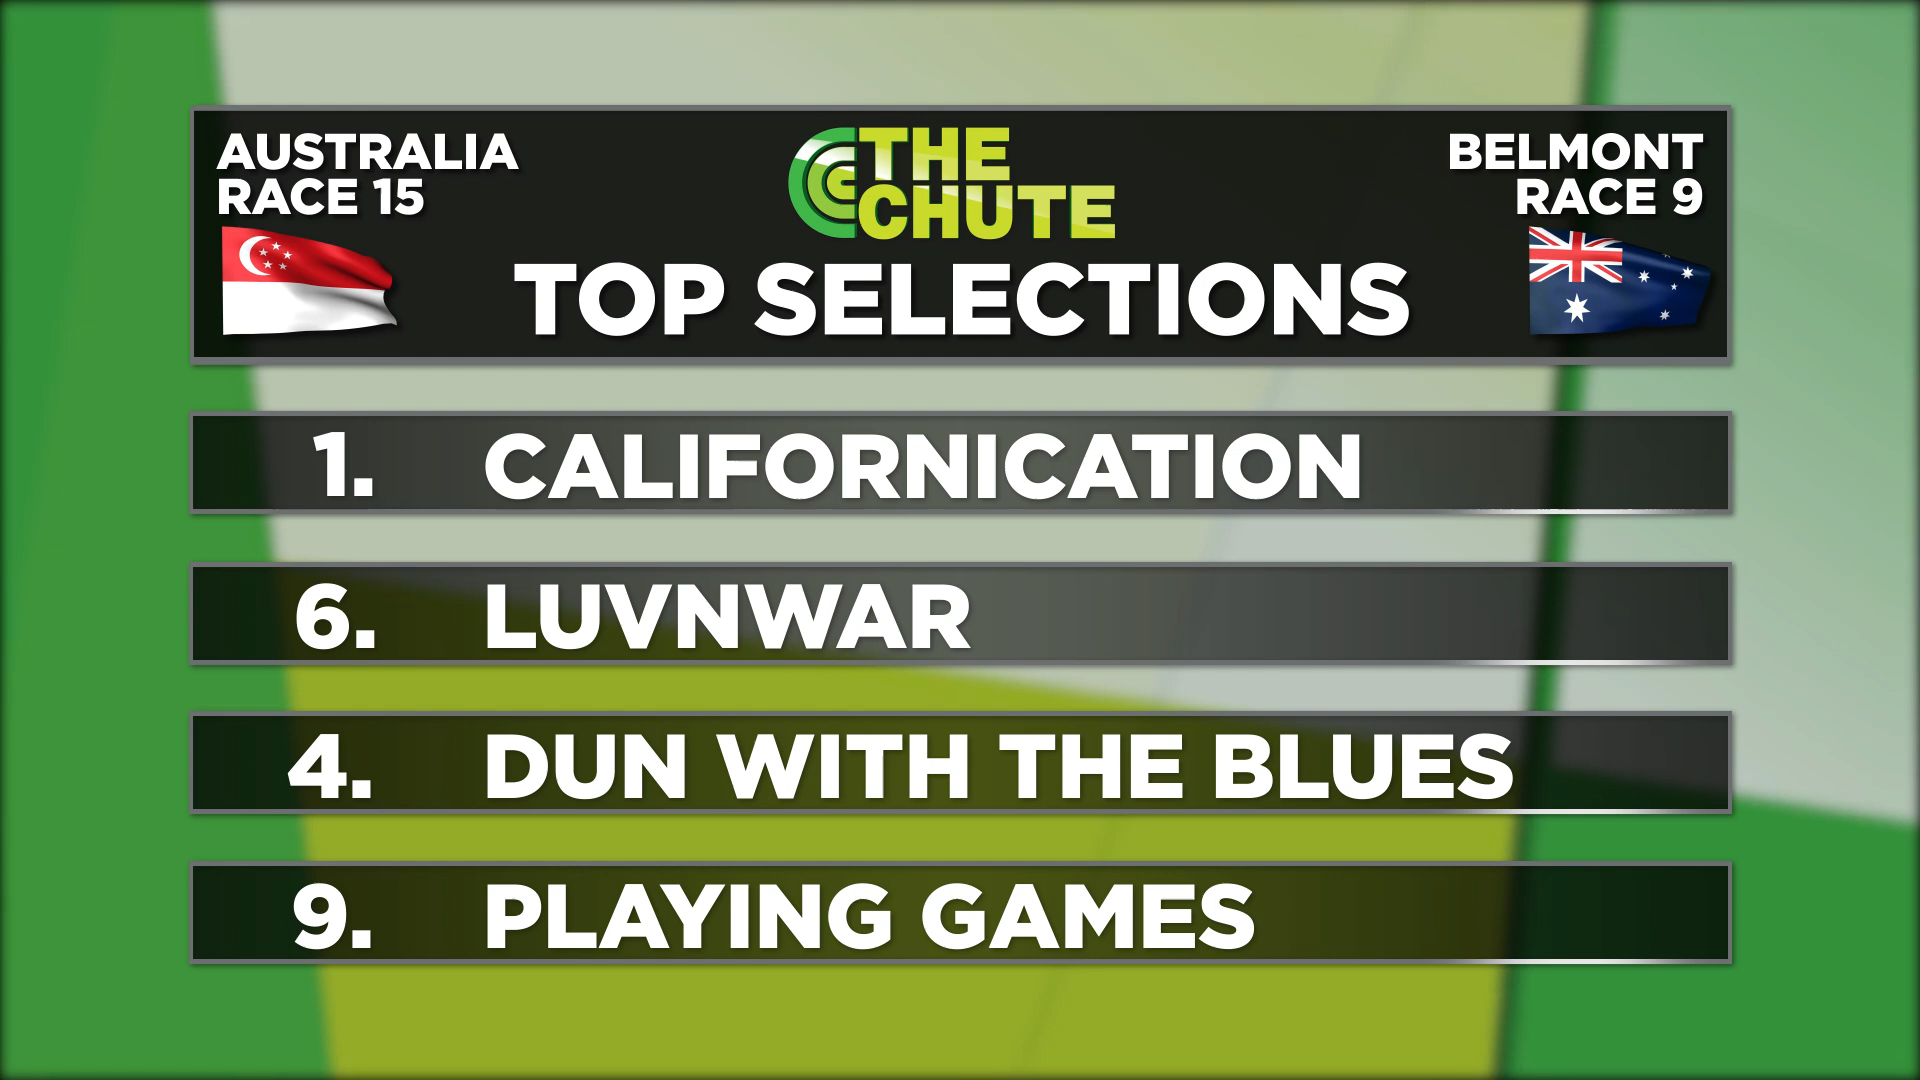 AUSTRALIA
RACE 15
THE
CHUTE
BELMONT
RACE 9
TOP SELECTIONS
1. CALIFORNICATION
6. LUVNWAR
4. DUN WITH THE BLUES
9. PLAYING GAMES